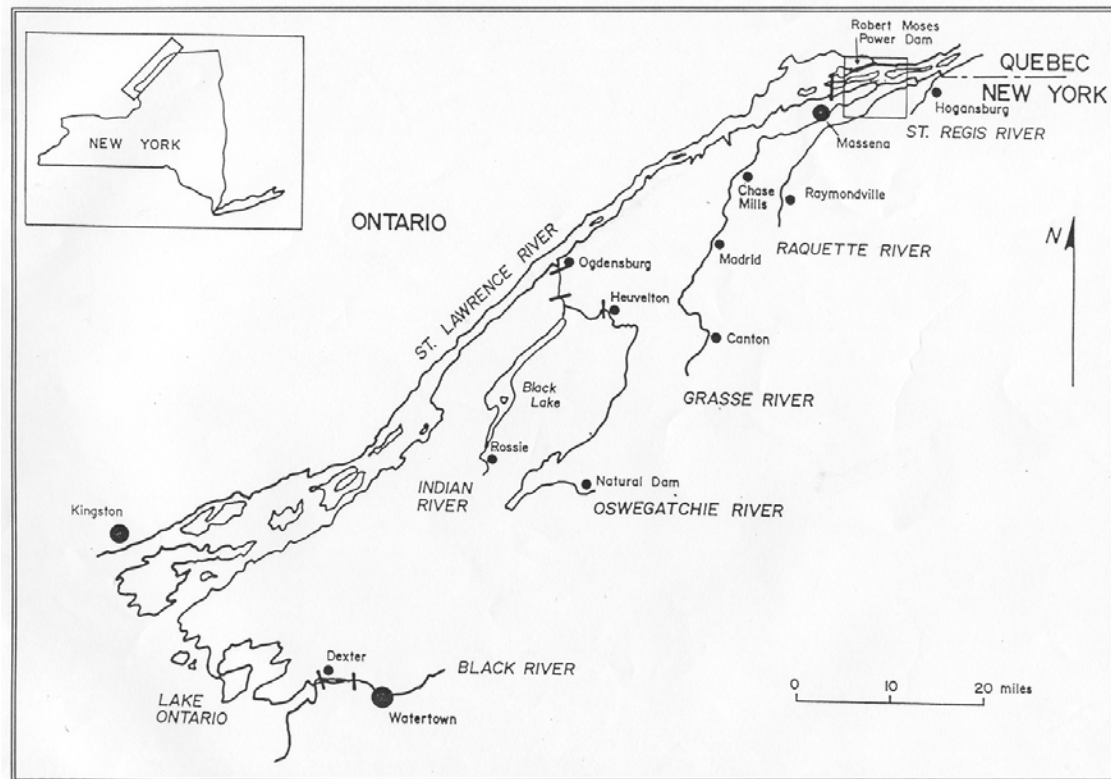 NEW YORK
Robert Moses
Power Dam
QUEBEC
NEW YORK
Hogansburg
ST. REGIS RIVER
Massena
Chase
Mills
Raymondville
RAQUETTE RIVER
ONTARIO
Madrid
N
ST. LAWRENCE RIVER
Ogdensburg
Heuvelton
Canton
Black
Lake
GRASSE RIVER
Rossie
INDIAN
RIVER
Natural Dam
OSWEGATCHIE RIVER
Kingston
Dexter
BLACK RIVER
LAKE
ONTARIO
Watertown
0 10 20 miles